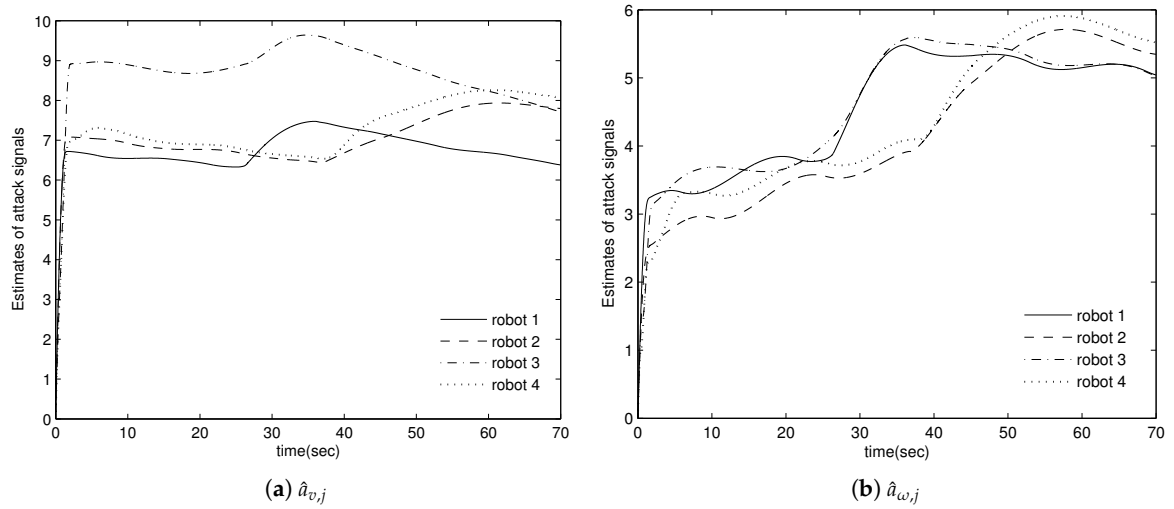 10
9
8
7
6
5
4
3
2
1
0
Estimates of attack signals
robot 1
robot 2
robot 3
robot 4
0 10 20 30 40 50 60 70
time(sec)
(a) âᵥ,ⱼ
6
5
4
3
2
1
0
Estimates of attack signals
robot 1
robot 2
robot 3
robot 4
0 10 20 30 40 50 60 70
time(sec)
(b) â_{ω,j}